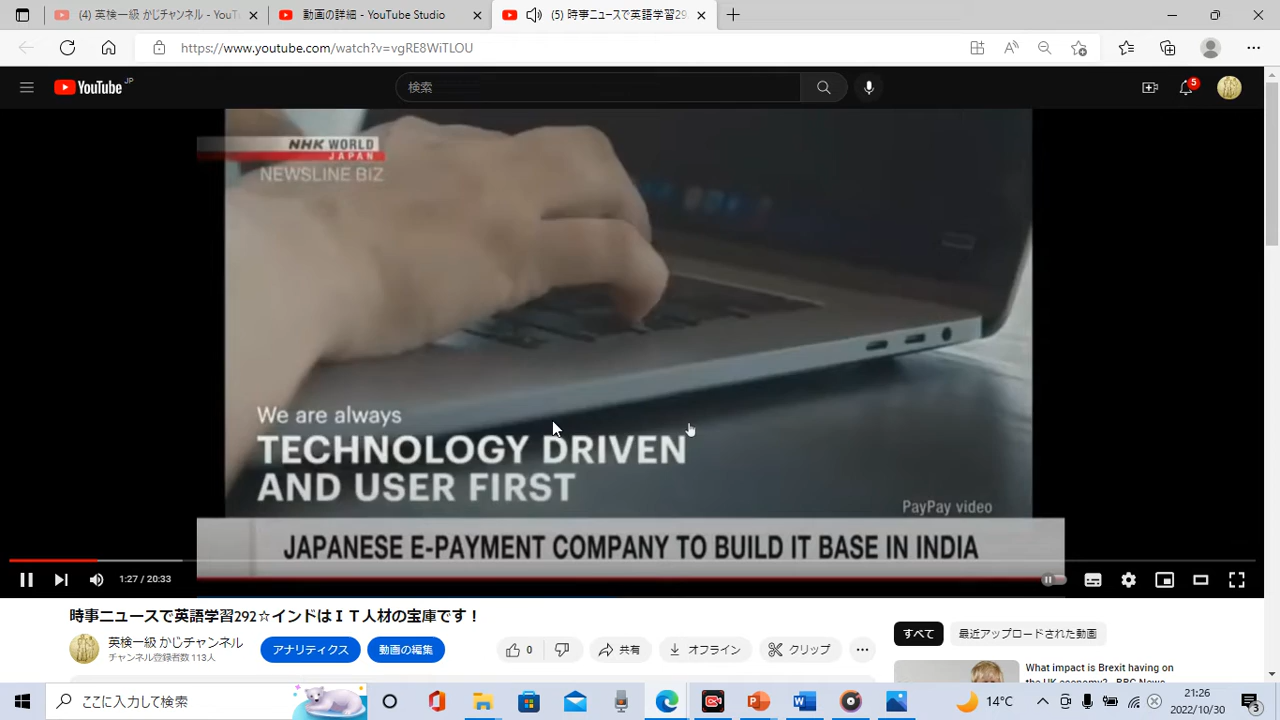 (4) 英検一級 かじチャンネル - YouT
動画の詳細 - YouTube Studio
(5) 時事ニュースで英語学習29
https://www.youtube.com/watch?v=vgRE8WiTLOU
YouTube JP
検索
5
NHK WORLD
JAPAN
NEWSLINE BIZ
We are always
TECHNOLOGY DRIVEN
AND USER FIRST
PayPay video
JAPANESE E-PAYMENT COMPANY TO BUILD IT BASE IN INDIA
1:27 / 20:33
時事ニュースで英語学習292☆インドはＩＴ人材の宝庫です！
英検一級 かじチャンネル
チャンネル登録者数 113人
アナリティクス
動画の編集
0
共有
オフライン
クリップ
すべて
最近アップロードされた動画
What impact is Brexit having on
ここに入力して検索
14°C
21:26
2022/10/30
3